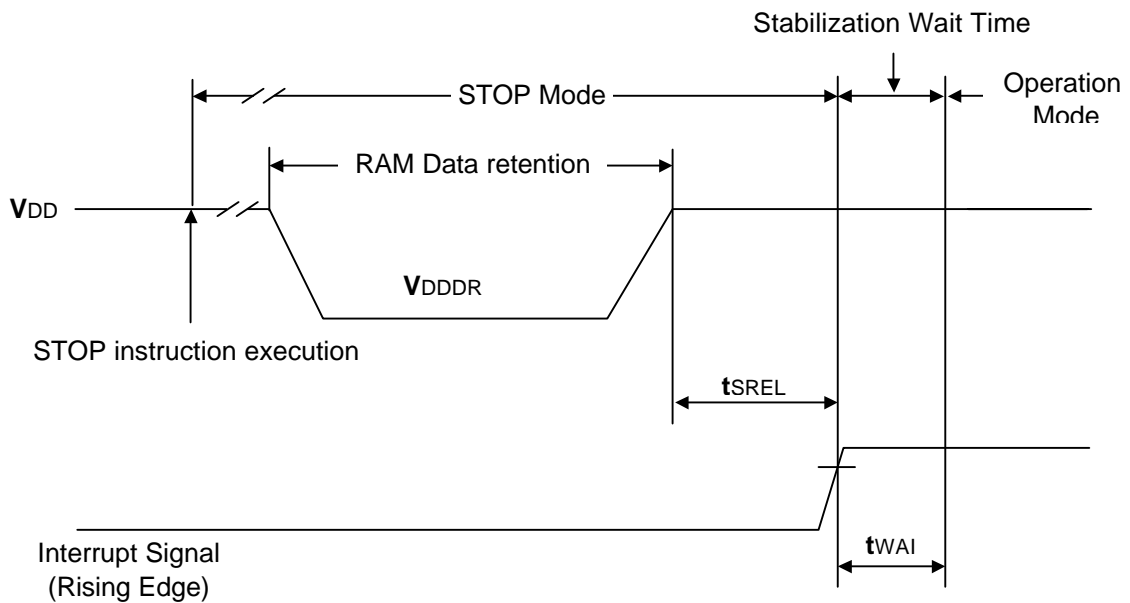 Stabilization Wait Time
STOP Mode
Operation
Mode
RAM Data retention
VDD
VDDDR
STOP instruction execution
tSREL
Interrupt Signal
(Rising Edge)
tWAI